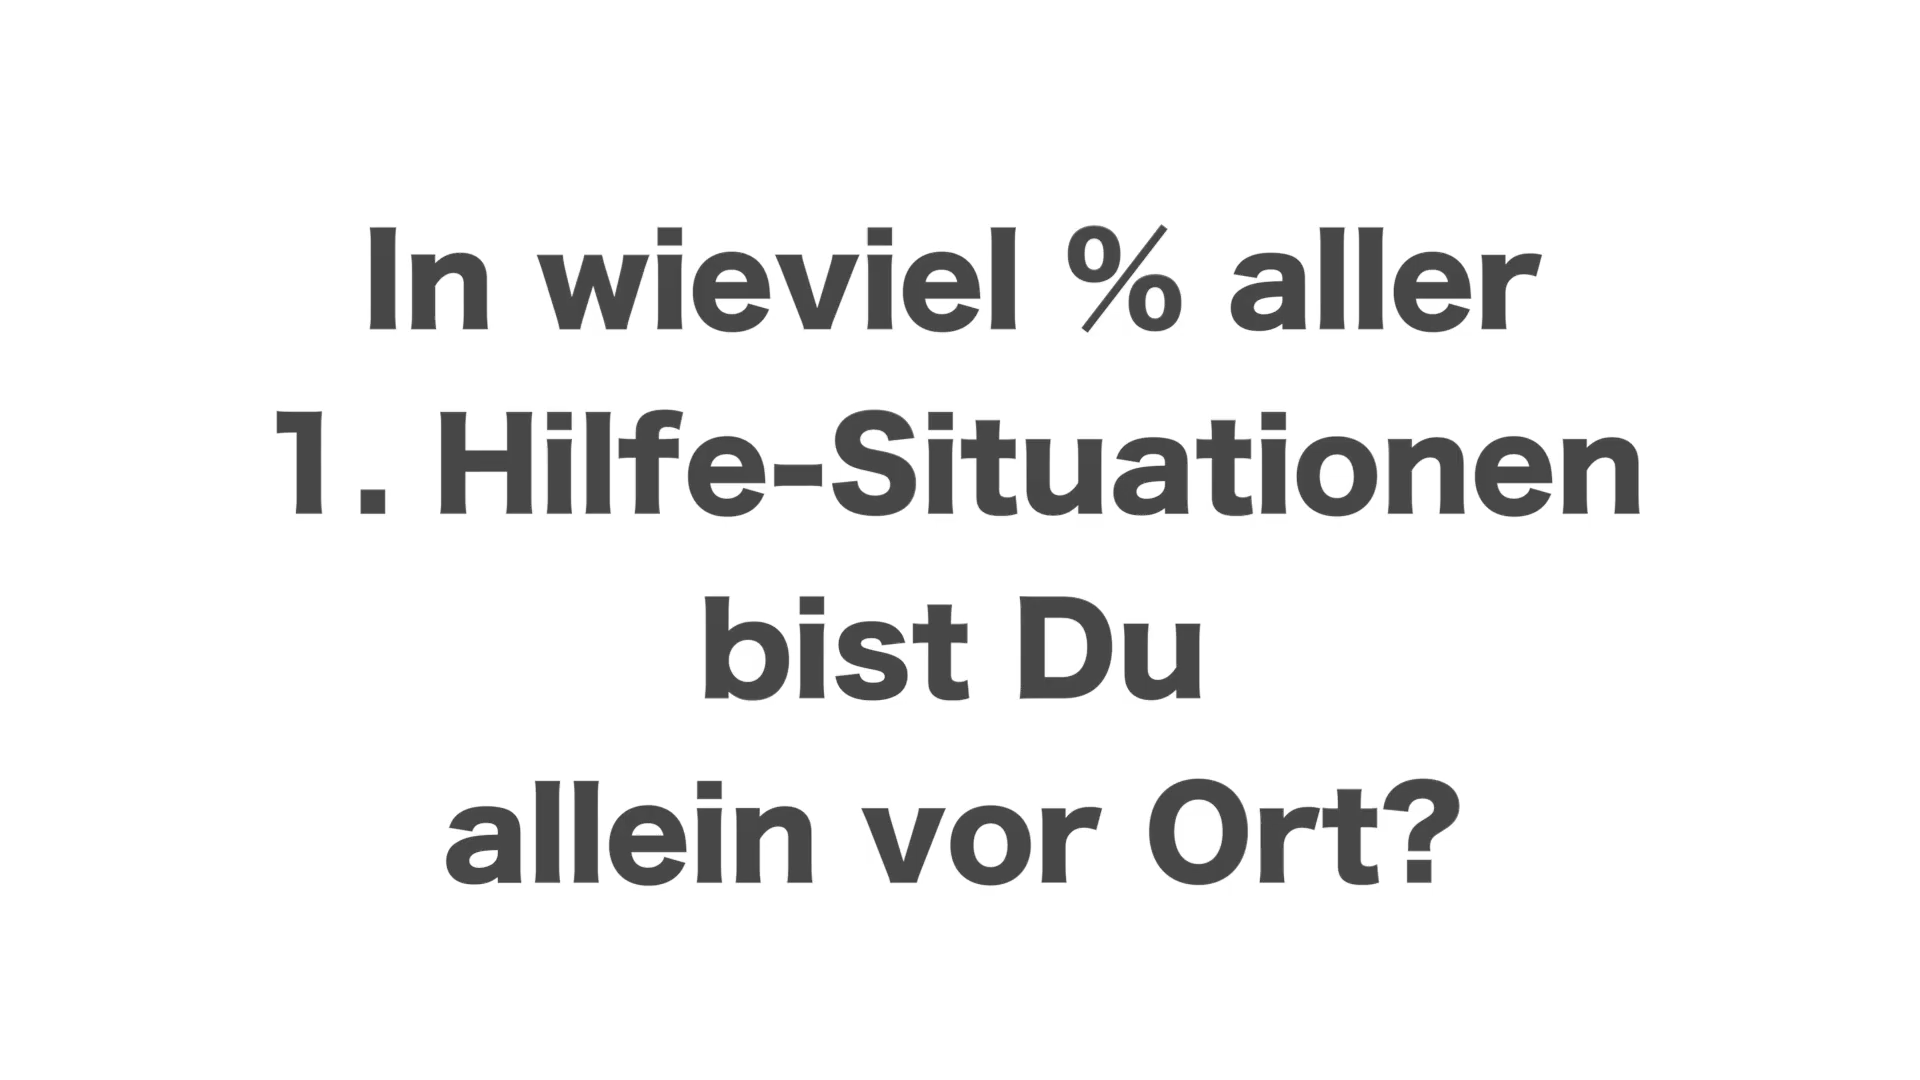 In wieviel % aller
1. Hilfe-Situationen
bist Du
allein vor Ort?